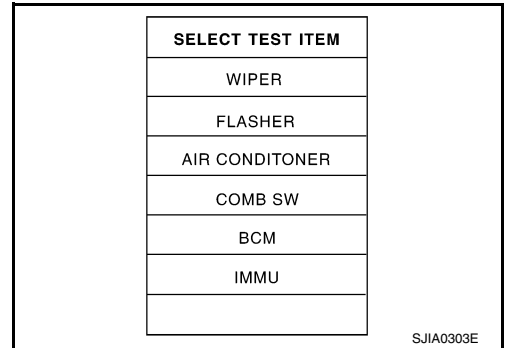 SELECT TEST ITEM
WIPER
FLASHER
AIR CONDITONER
COMB SW
BCM
IMMU
SJIA0303E